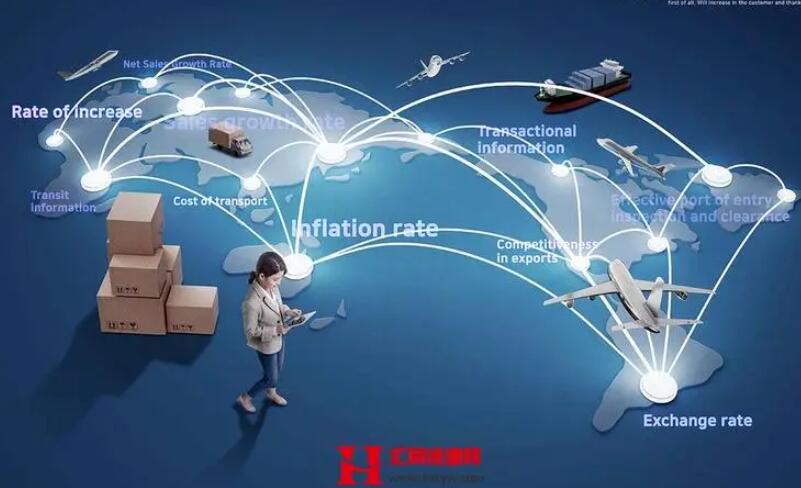 first of all, Will increase in the customer and thank
Net Sales Growth Rate
Rate of increase
Sales growth rate
Transactional
information
Transit
information
Cost of transport
Effective port of entry
inspection and clearance
Inflation rate
Competitiveness
in exports
Exchange rate
H